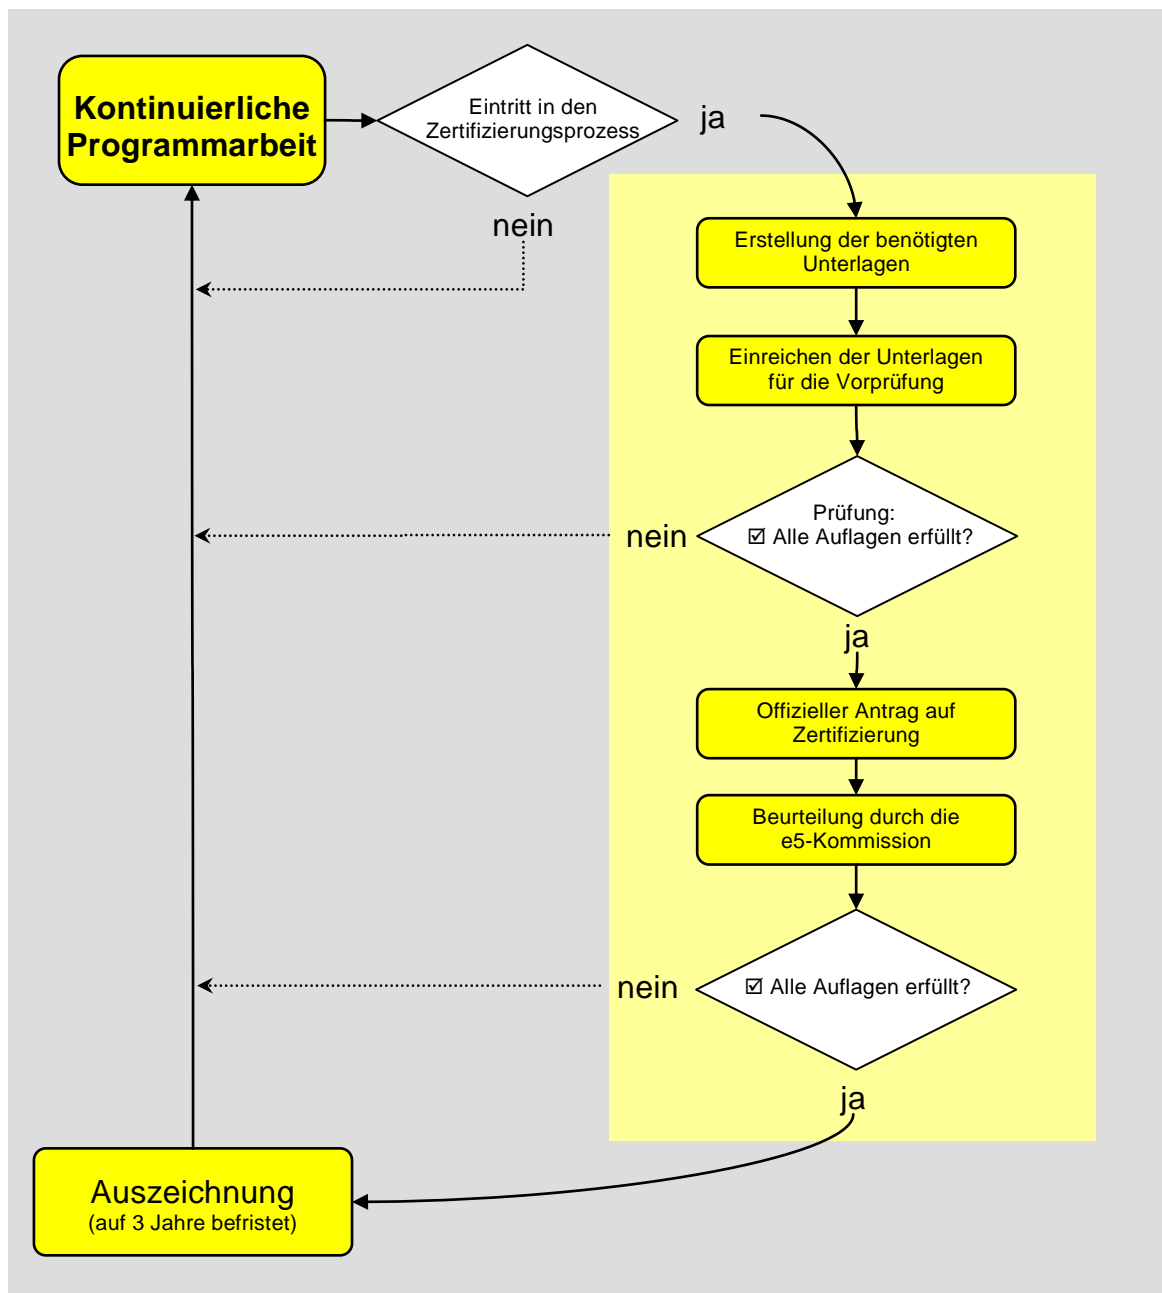 Kontinuierliche
Programmarbeit
Eintritt in den
Zertifizierungsprozess
ja
nein
Erstellung der benötigten
Unterlagen
Einreichen der Unterlagen
für die Vorprüfung
Prüfung:
☑ Alle Auflagen erfüllt?
nein
ja
Offizieller Antrag auf
Zertifizierung
Beurteilung durch die
e5-Kommission
☑ Alle Auflagen erfüllt?
nein
ja
Auszeichnung
(auf 3 Jahre befristet)